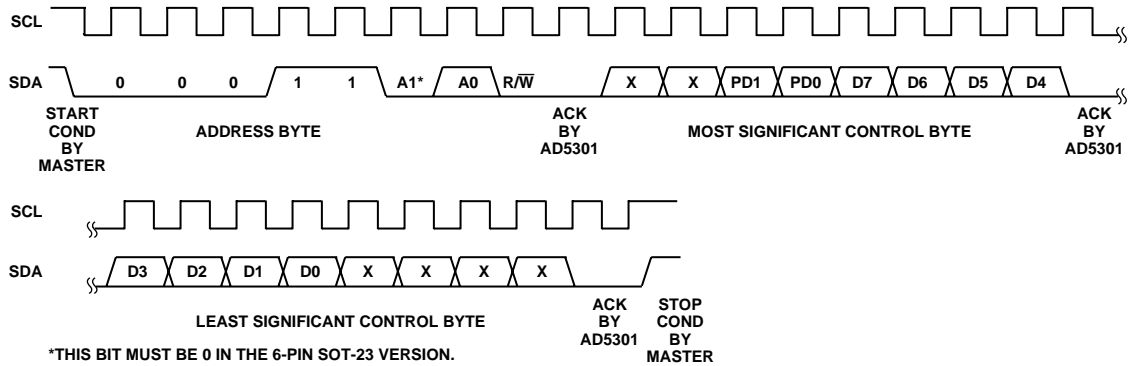 SCL
SDA 0 0 0 1 1 A1* A0 R/W̅ X X PD1 PD0 D7 D6 D5 D4
START
COND
BY
MASTER
ADDRESS BYTE
ACK
BY
AD5301
MOST SIGNIFICANT CONTROL BYTE
ACK
BY
AD5301
SCL
SDA D3 D2 D1 D0 X X X X
LEAST SIGNIFICANT CONTROL BYTE
ACK
BY
AD5301
STOP
COND
BY
MASTER
*THIS BIT MUST BE 0 IN THE 6-PIN SOT-23 VERSION.